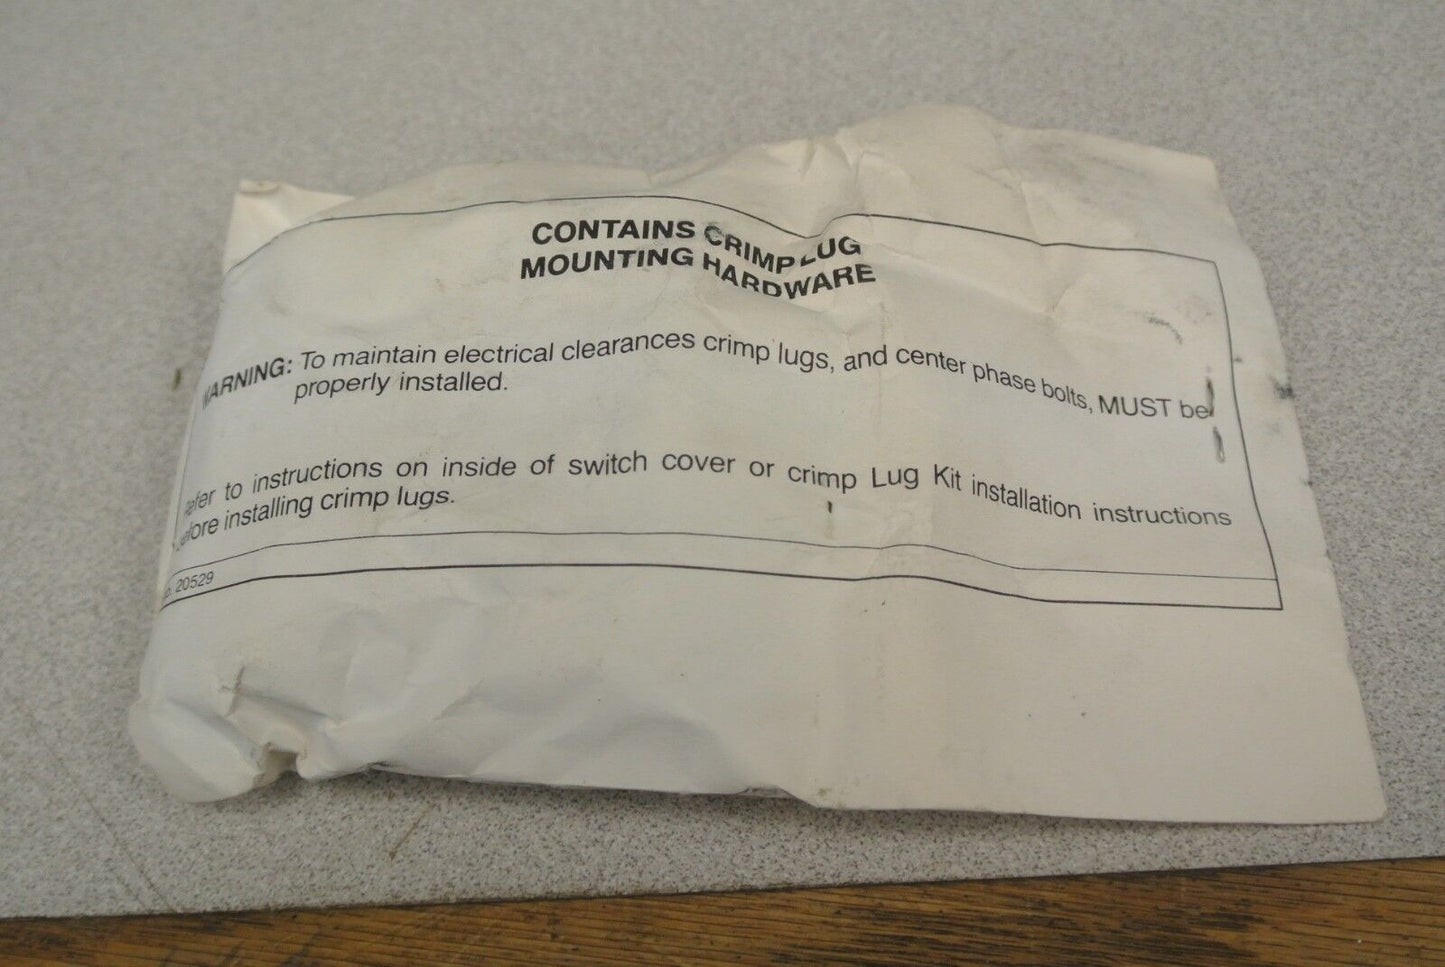 CONTAINS CRIMP LUG
MOUNTING HARDWARE
WARNING: To maintain electrical clearances crimp lugs, and center phase bolts, MUST be
properly installed.
Refer to instructions on inside of switch cover or crimp Lug Kit installation instructions
before installing crimp lugs.
20529